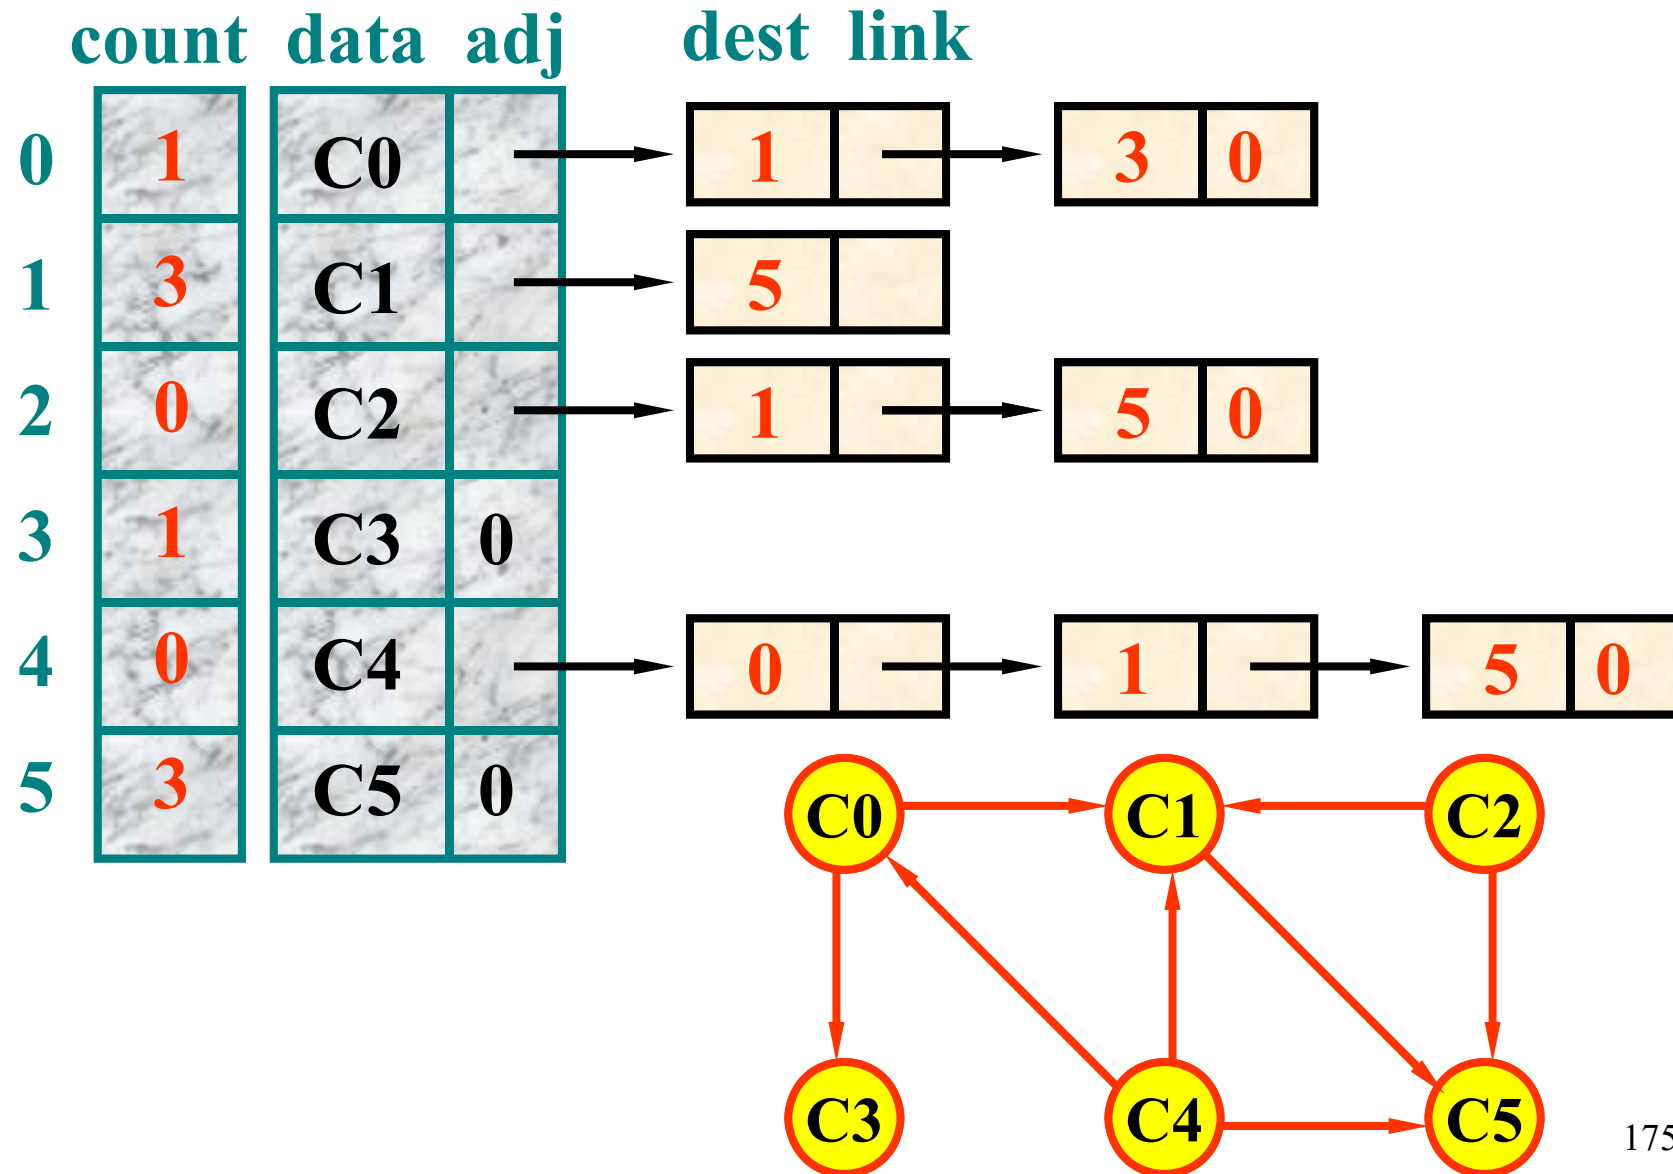 count data adj dest link
0 1 C0 1 3 0
1 3 C1 5
2 0 C2 1 5 0
3 1 C3 0
4 0 C4 0 1 5 0
5 3 C5 0
C0 C1 C2
C3 C4 C5
175